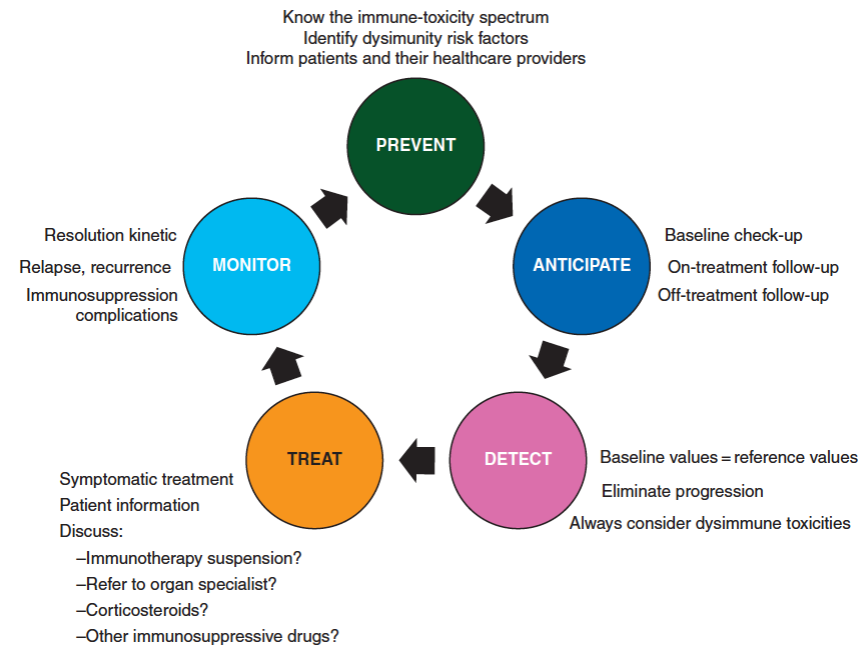 Know the immune-toxicity spectrum
Identify dysimunity risk factors
Inform patients and their healthcare providers
PREVENT
ANTICIPATE
Baseline check-up
On-treatment follow-up
Off-treatment follow-up
DETECT
Baseline values = reference values
Eliminate progression
Always consider dysimmune toxicities
TREAT
Symptomatic treatment
Patient information
Discuss:
–Immunotherapy suspension?
–Refer to organ specialist?
–Corticosteroids?
–Other immunosuppressive drugs?
MONITOR
Resolution kinetic
Relapse, recurrence
Immunosuppression
complications